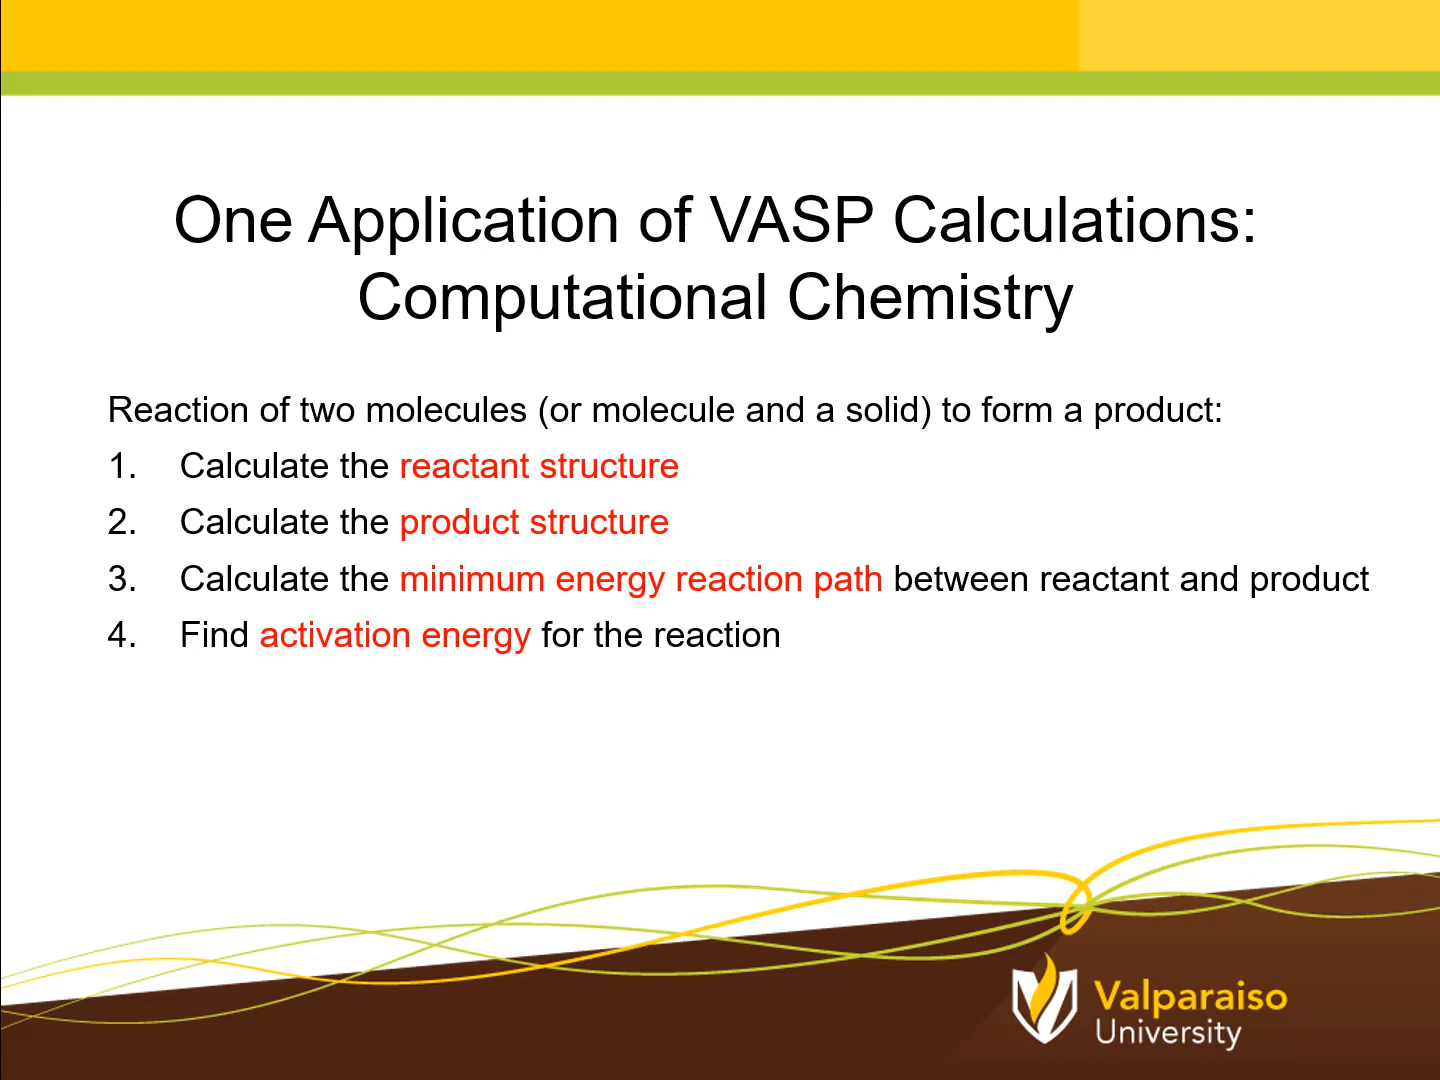 One Application of VASP Calculations:
Computational Chemistry
Reaction of two molecules (or molecule and a solid) to form a product:
1. Calculate the reactant structure
2. Calculate the product structure
3. Calculate the minimum energy reaction path between reactant and product
4. Find activation energy for the reaction
Valparaiso
University